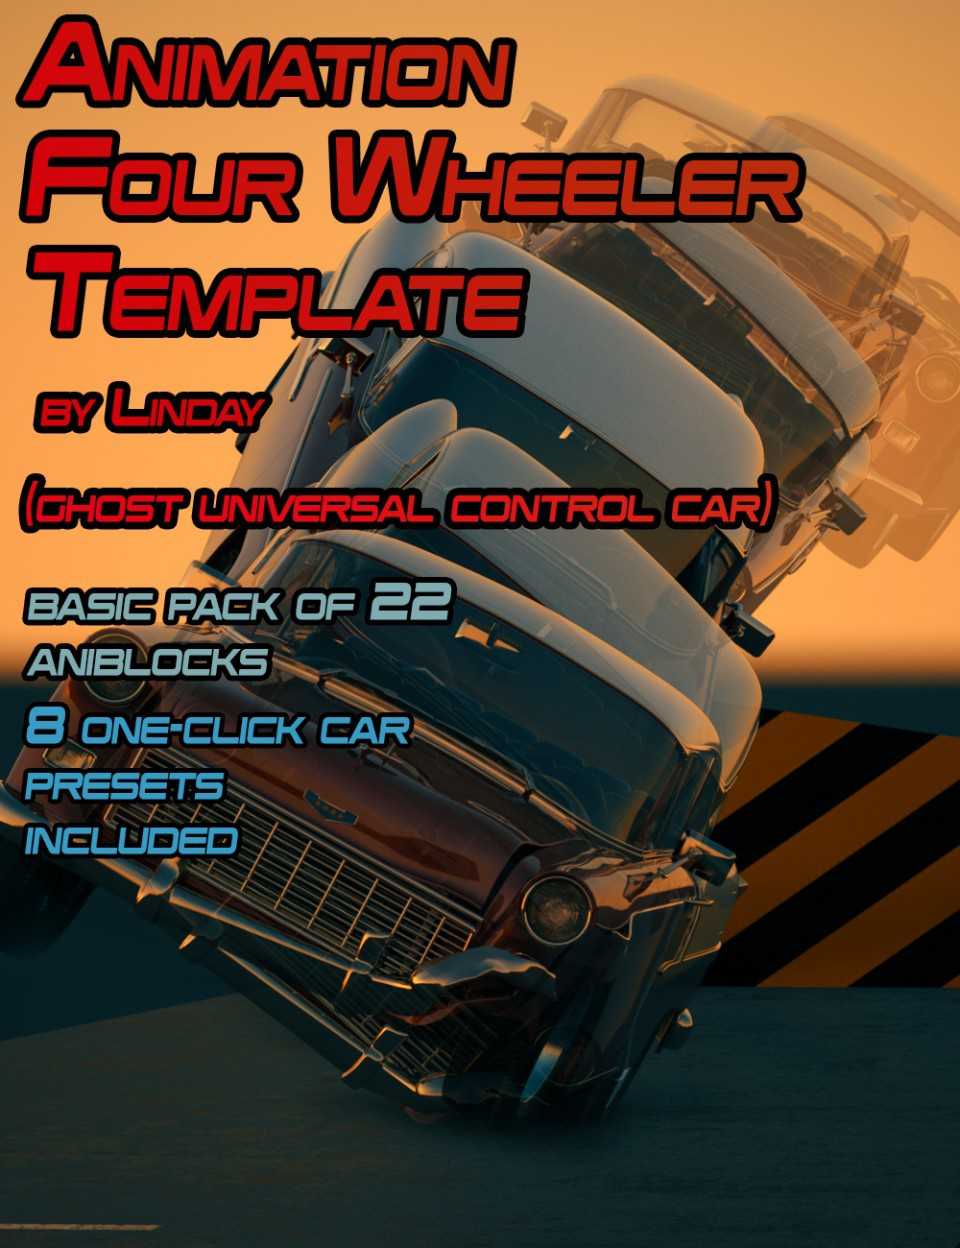 Animation
Four Wheeler
Template
by Linday
(ghost universal control car)
basic pack of 22
aniblocks
8 one-click car
presets
included